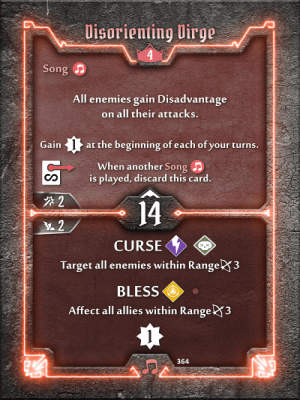 Disorienting Dirge
4
Song
All enemies gain Disadvantage
on all their attacks.
Gain 1 at the beginning of each of your turns.
When another Song
is played, discard this card.
2
14
2
CURSE
Target all enemies within Range 3
BLESS
Affect all allies within Range 3
1
364